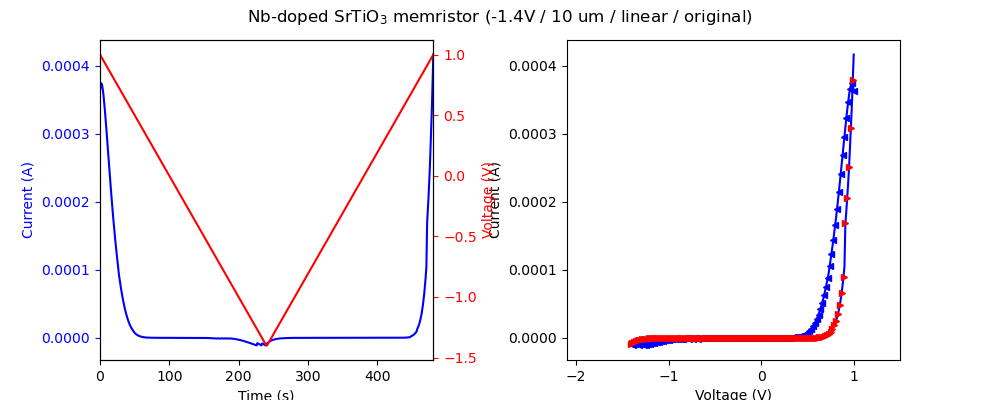 Nb-doped SrTiO₃ memristor (-1.4V / 10 um / linear / original)
Current (A)
0.0004
0.0003
0.0002
0.0001
0.0000
0 100 200 300 400
Time (s)
1.0
0.5
0.0
−0.5
−1.0
−1.5
Voltage (V)
Current (A)
0.0004
0.0003
0.0002
0.0001
0.0000
−2 −1 0 1
Voltage (V)